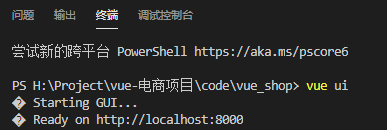 问题 输出 终端 调试控制台
尝试新的跨平台 PowerShell https://aka.ms/pscore6
PS H:\Project\vue-电商项目\code\vue_shop> vue ui
� Starting GUI...
� Ready on http://localhost:8000